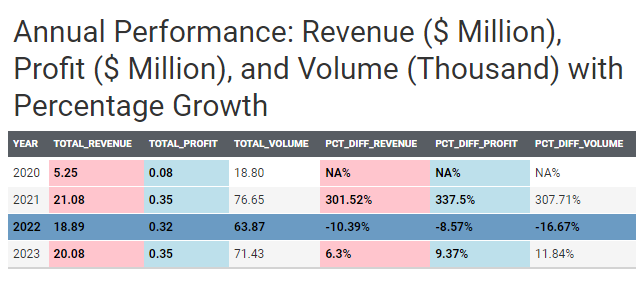 Annual Performance: Revenue ($ Million),
Profit ($ Million), and Volume (Thousand) with
Percentage Growth
YEAR TOTAL_REVENUE TOTAL_PROFIT TOTAL_VOLUME PCT_DIFF_REVENUE PCT_DIFF_PROFIT PCT_DIFF_VOLUME
2020 5.25 0.08 18.80 NA% NA% NA%
2021 21.08 0.35 76.65 301.52% 337.5% 307.71%
2022 18.89 0.32 63.87 -10.39% -8.57% -16.67%
2023 20.08 0.35 71.43 6.3% 9.37% 11.84%